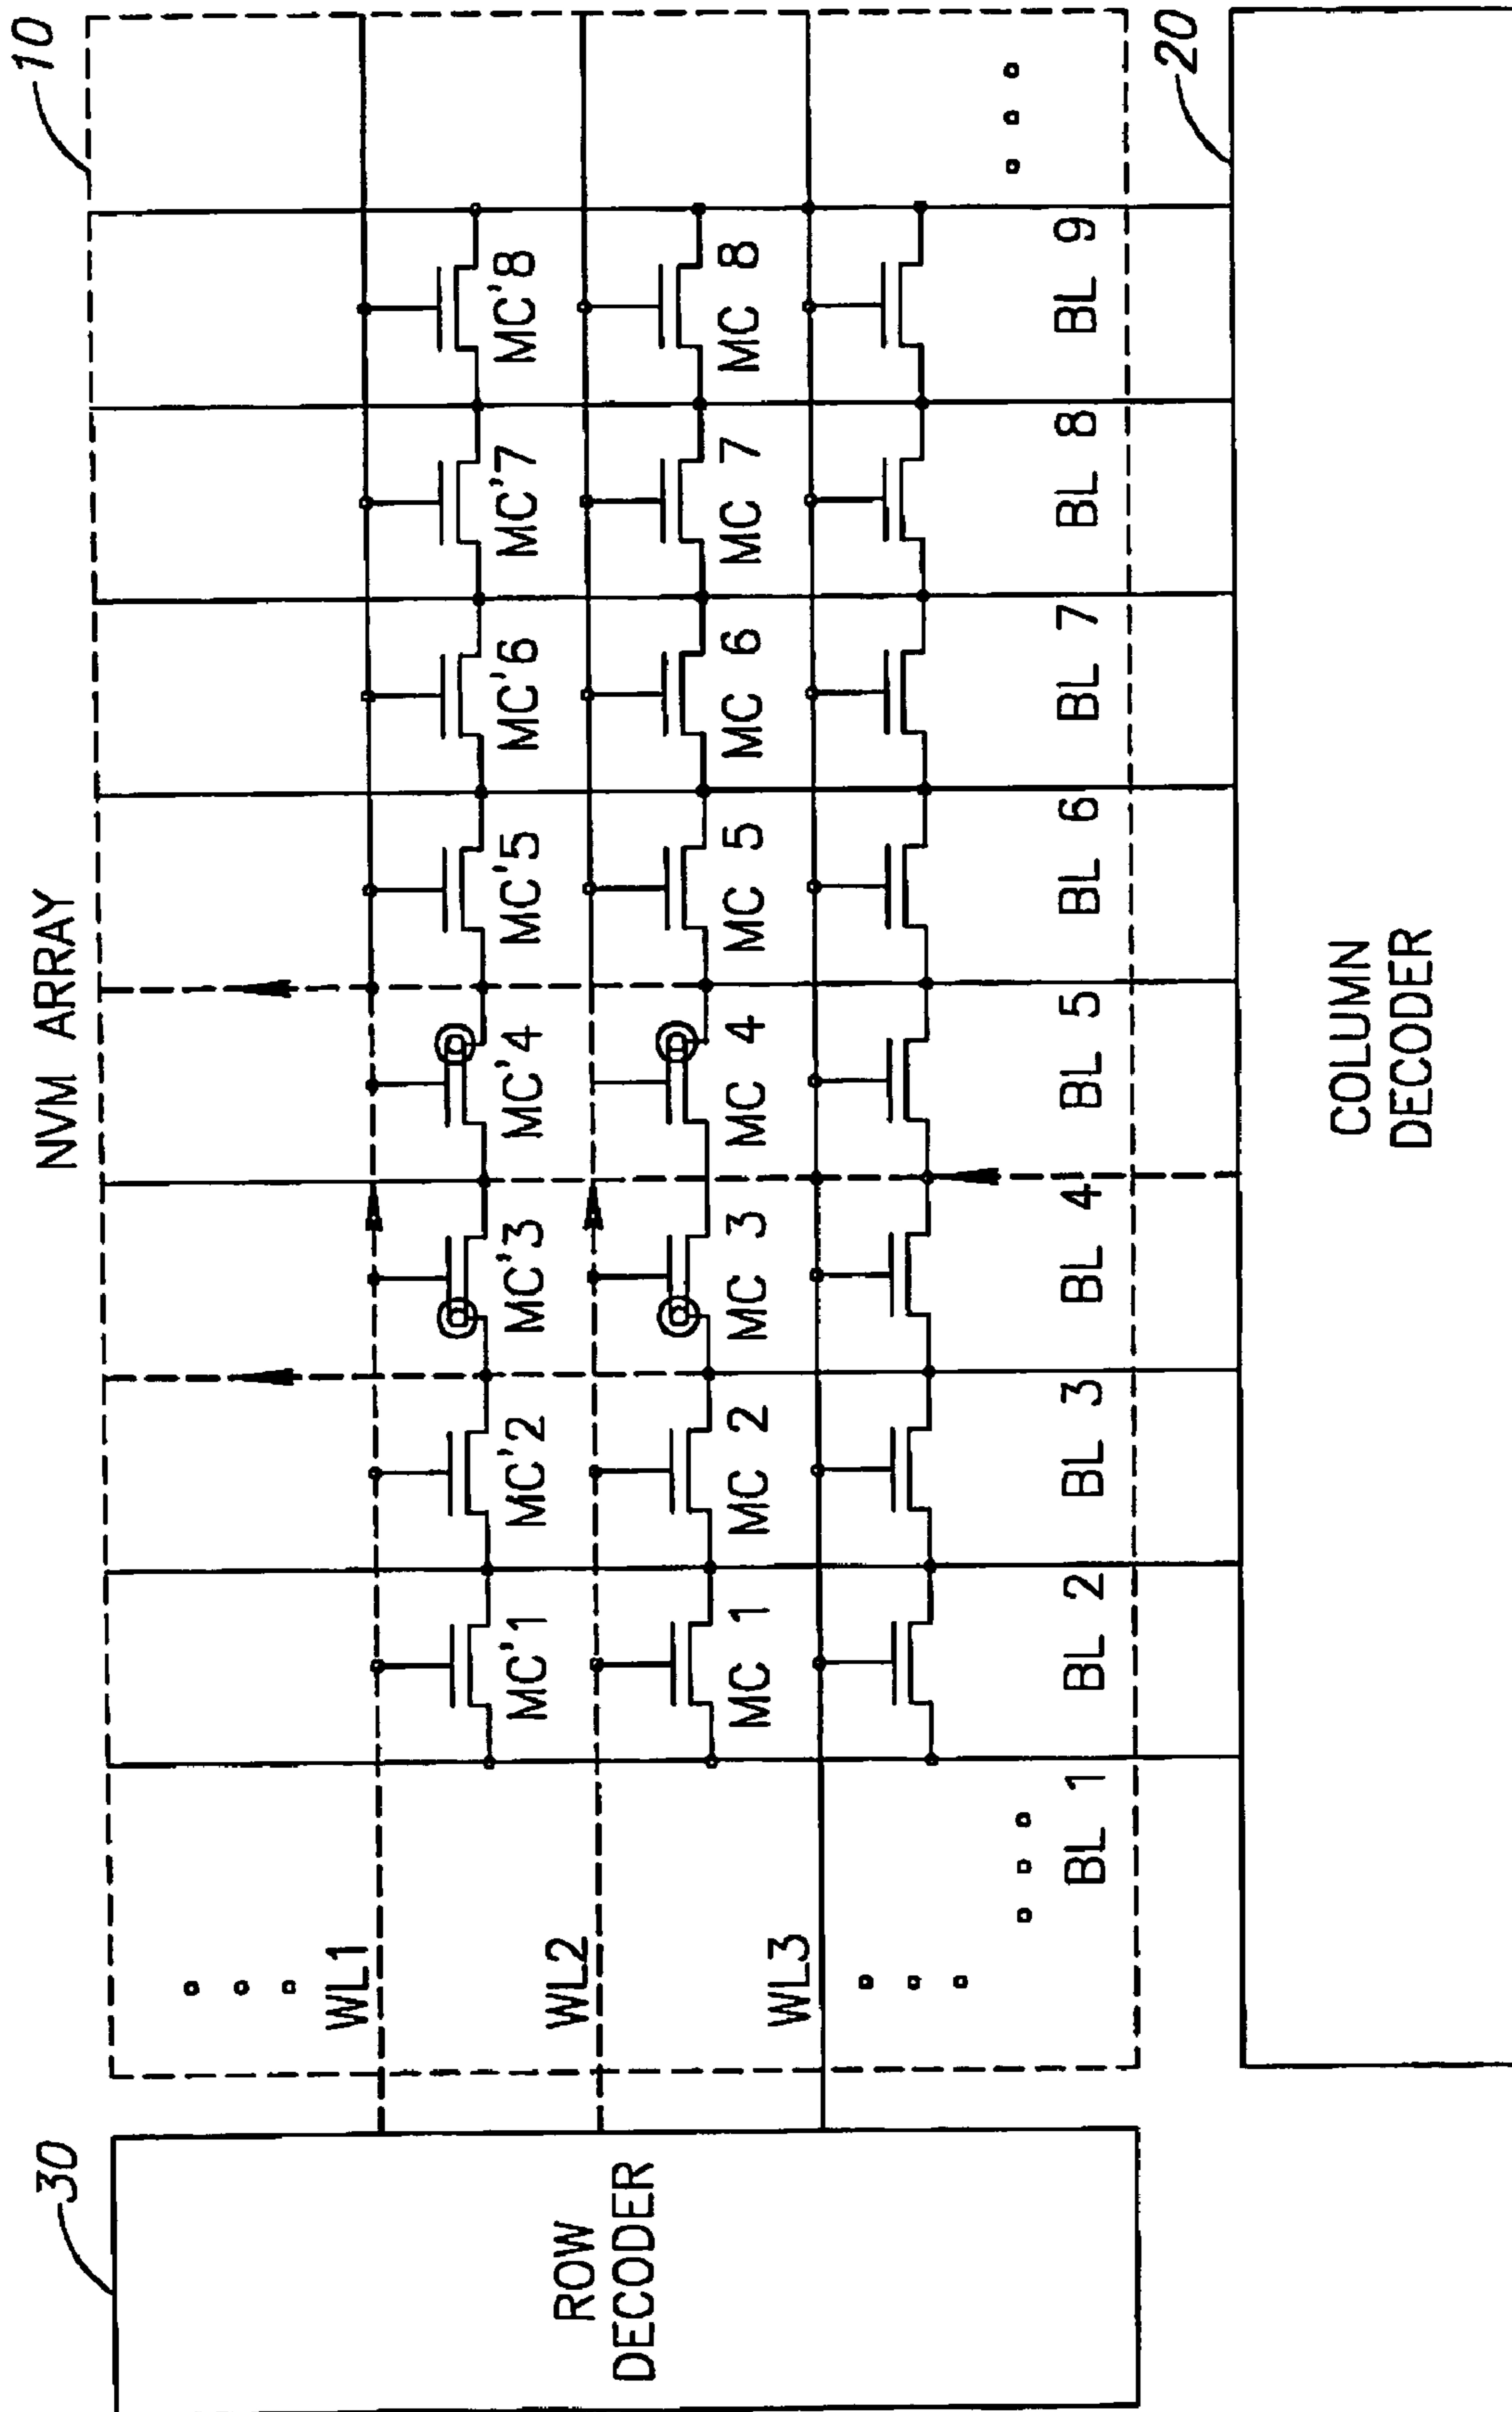 NVM ARRAY
10
30
WL1
MC'1 MC'2 MC'3 MC'4 MC'5 MC'6 MC'7 MC'8
WL2
MC 1 MC 2 MC 3 MC 4 MC 5 MC 6 MC 7 MC 8
WL3
ROW
DECODER
BL 1 BL 2 BL 3 BL 4 BL 5 BL 6 BL 7 BL 8 BL 9
20
COLUMN
DECODER